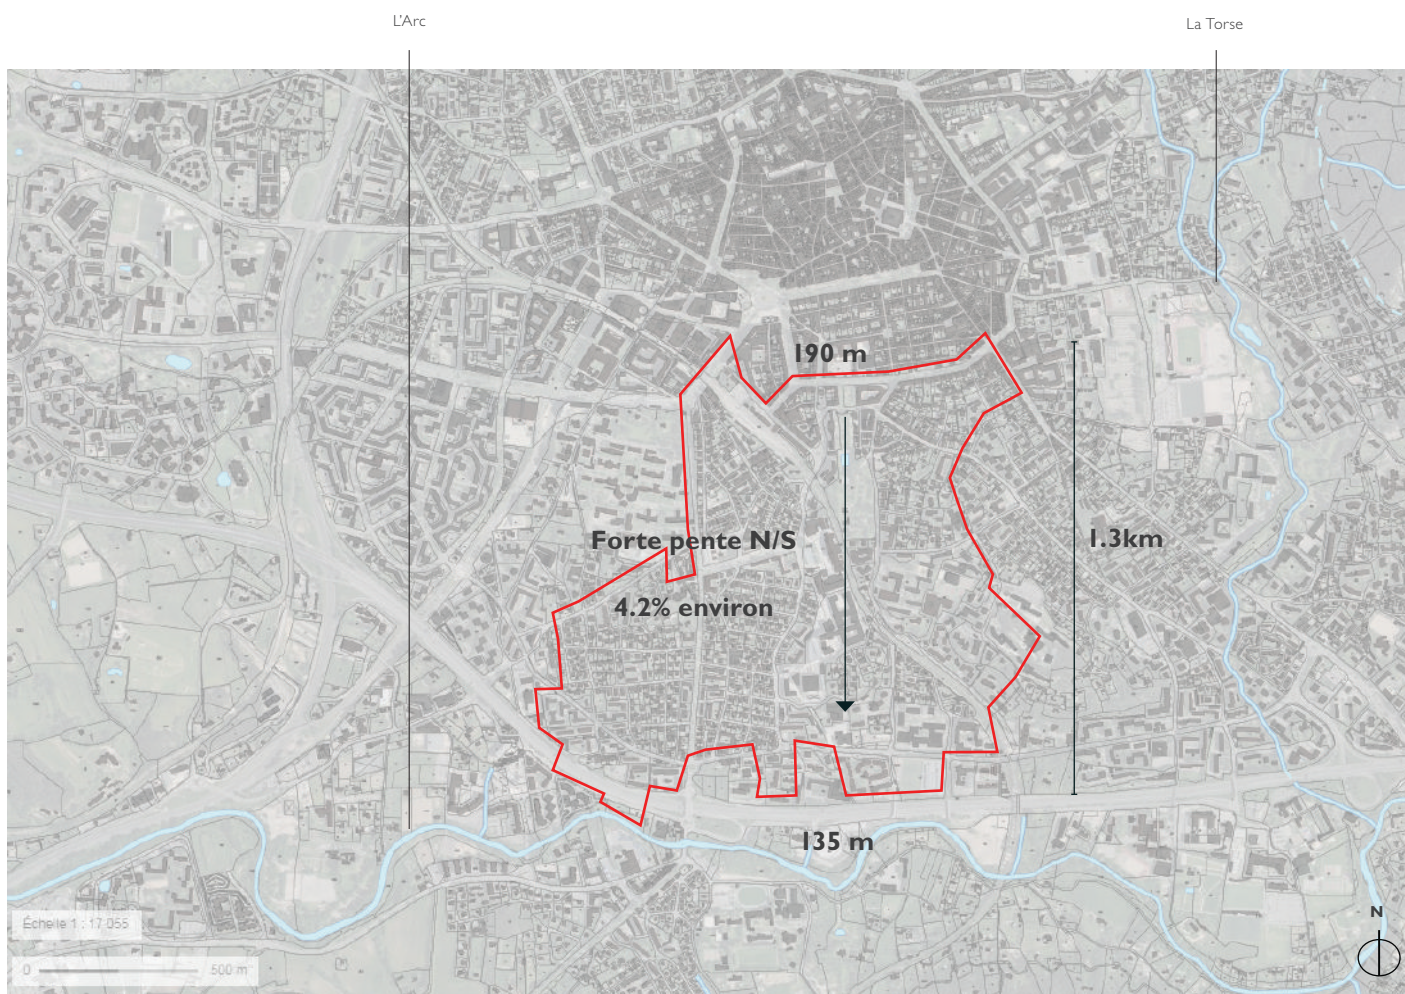 L'Arc
La Torse
190 m
Forte pente N/S
1.3km
4.2% environ
135 m
N
Échelle 1 : 17 055
0 500 m